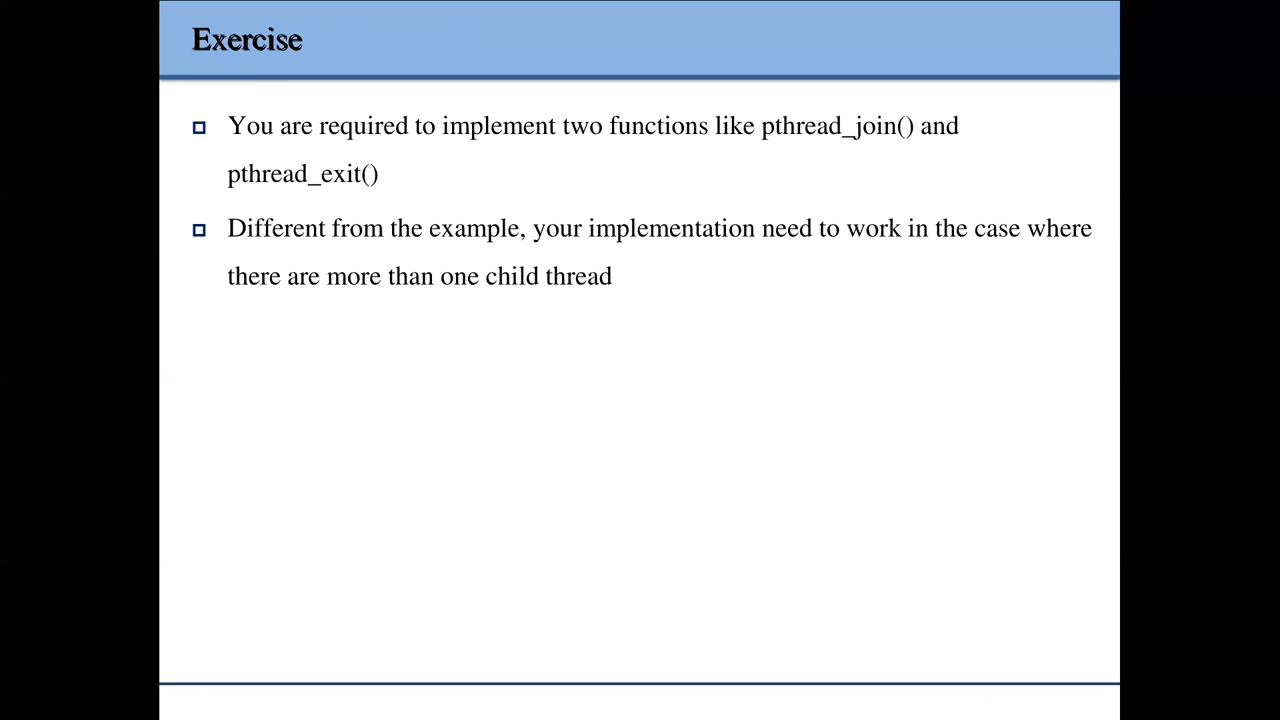 Exercise
You are required to implement two functions like pthread_join() and
pthread_exit()
Different from the example, your implementation need to work in the case where
there are more than one child thread